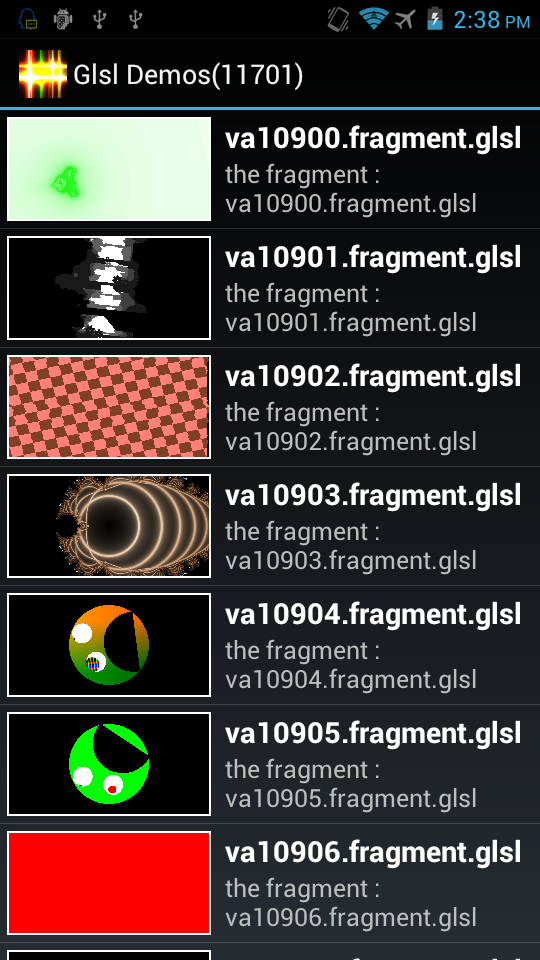 2:38 PM
Glsl Demos(11701)
va10900.fragment.glsl
the fragment :
va10900.fragment.glsl
va10901.fragment.glsl
the fragment :
va10901.fragment.glsl
va10902.fragment.glsl
the fragment :
va10902.fragment.glsl
va10903.fragment.glsl
the fragment :
va10903.fragment.glsl
va10904.fragment.glsl
the fragment :
va10904.fragment.glsl
va10905.fragment.glsl
the fragment :
va10905.fragment.glsl
va10906.fragment.glsl
the fragment :
va10906.fragment.glsl